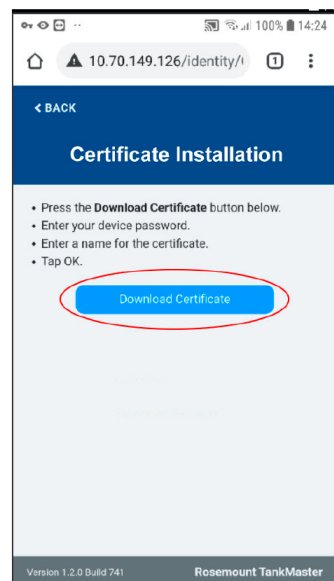 100% 14:24
10.70.149.126/identity/( 1
< BACK
Certificate Installation
• Press the Download Certificate button below.
• Enter your device password.
• Enter a name for the certificate.
• Tap OK.
Download Certificate
Version 1.2.0 Build 741 Rosemount TankMaster